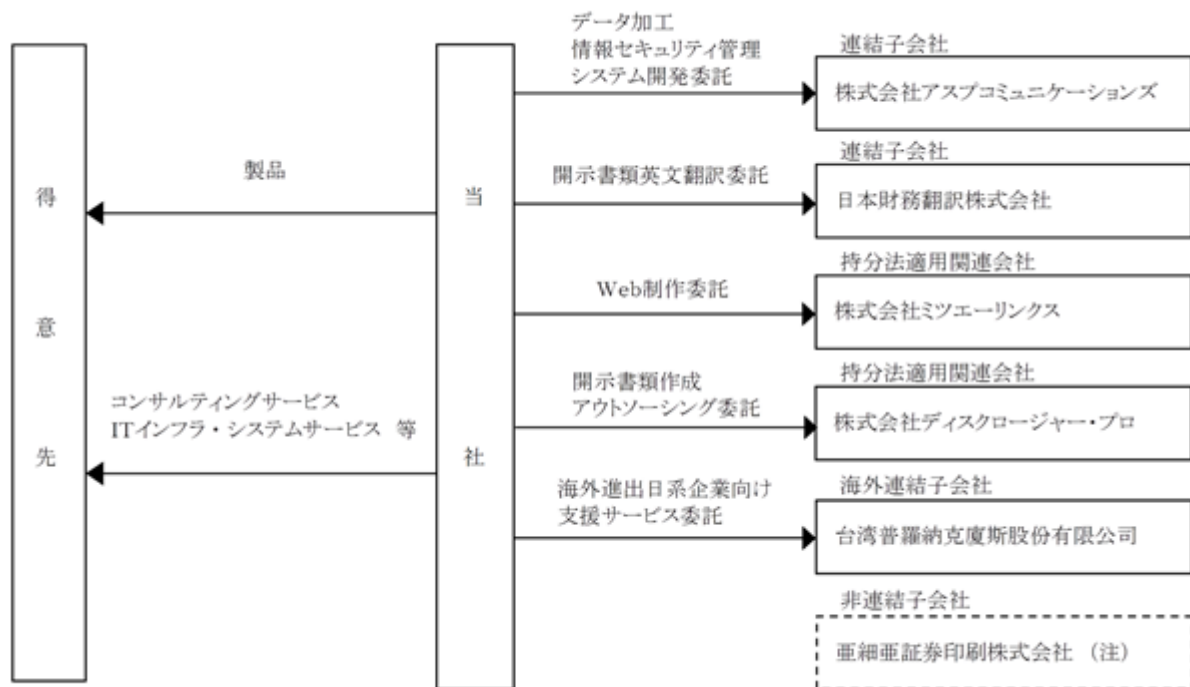 得意先
製品
コンサルティングサービス
ITインフラ・システムサービス 等
当社
データ加工
情報セキュリティ管理
システム開発委託
連結子会社
株式会社アスプコミュニケーションズ
開示書類英文翻訳委託
連結子会社
日本財務翻訳株式会社
Web制作委託
持分法適用関連会社
株式会社ミツエーリンクス
開示書類作成
アウトソーシング委託
持分法適用関連会社
株式会社ディスクロージャー・プロ
海外進出日系企業向け
支援サービス委託
海外連結子会社
台湾普羅納克廈斯股份有限公司
非連結子会社
亜細亜証券印刷株式会社 (注)